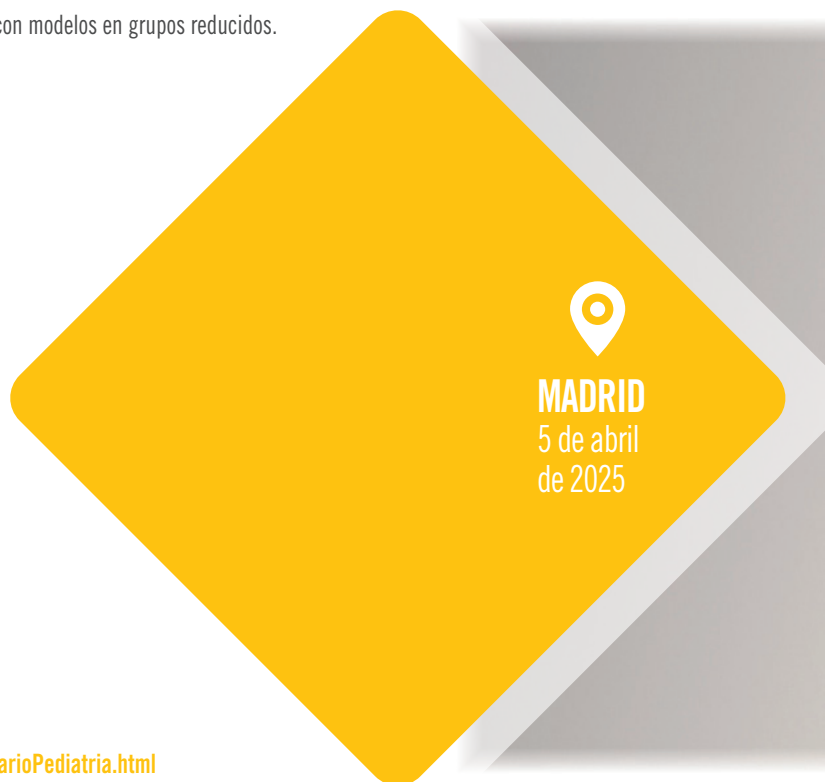 con modelos en grupos reducidos.
MADRID
5 de abril
de 2025
arioPediatria.html